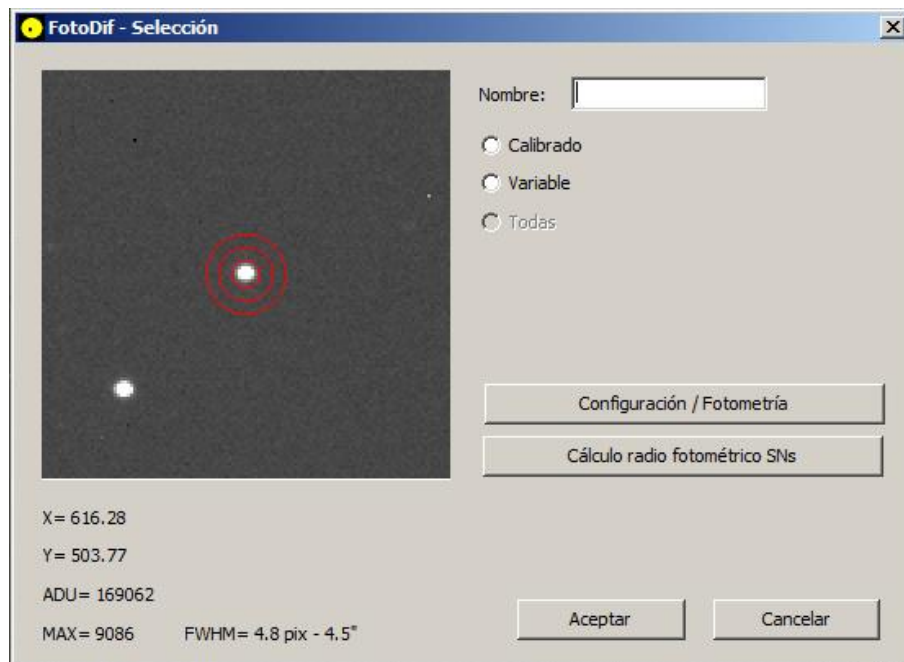 FotoDif - Selección
Nombre:
Calibrado
Variable
Todas
Configuración / Fotometría
Cálculo radio fotométrico SNs
X= 616.28
Y= 503.77
ADU= 169062
MAX= 9086 FWHM= 4.8 pix - 4.5"
Aceptar
Cancelar